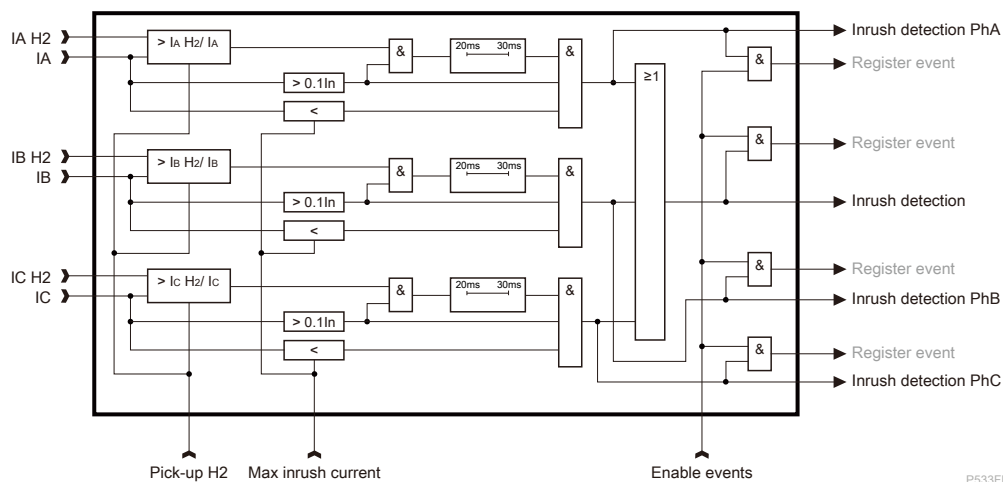 IA H2
IA
> IA H2/ IA
&
20ms 30ms
&
> 0.1In
<
≥1
&
Inrush detection PhA
Register event
IB H2
IB
> IB H2/ IB
&
20ms 30ms
&
> 0.1In
<
&
Register event
Inrush detection
IC H2
IC
> IC H2/ IC
&
20ms 30ms
&
> 0.1In
<
&
Register event
Inrush detection PhB
&
Register event
Inrush detection PhC
Pick-up H2
Max inrush current
Enable events